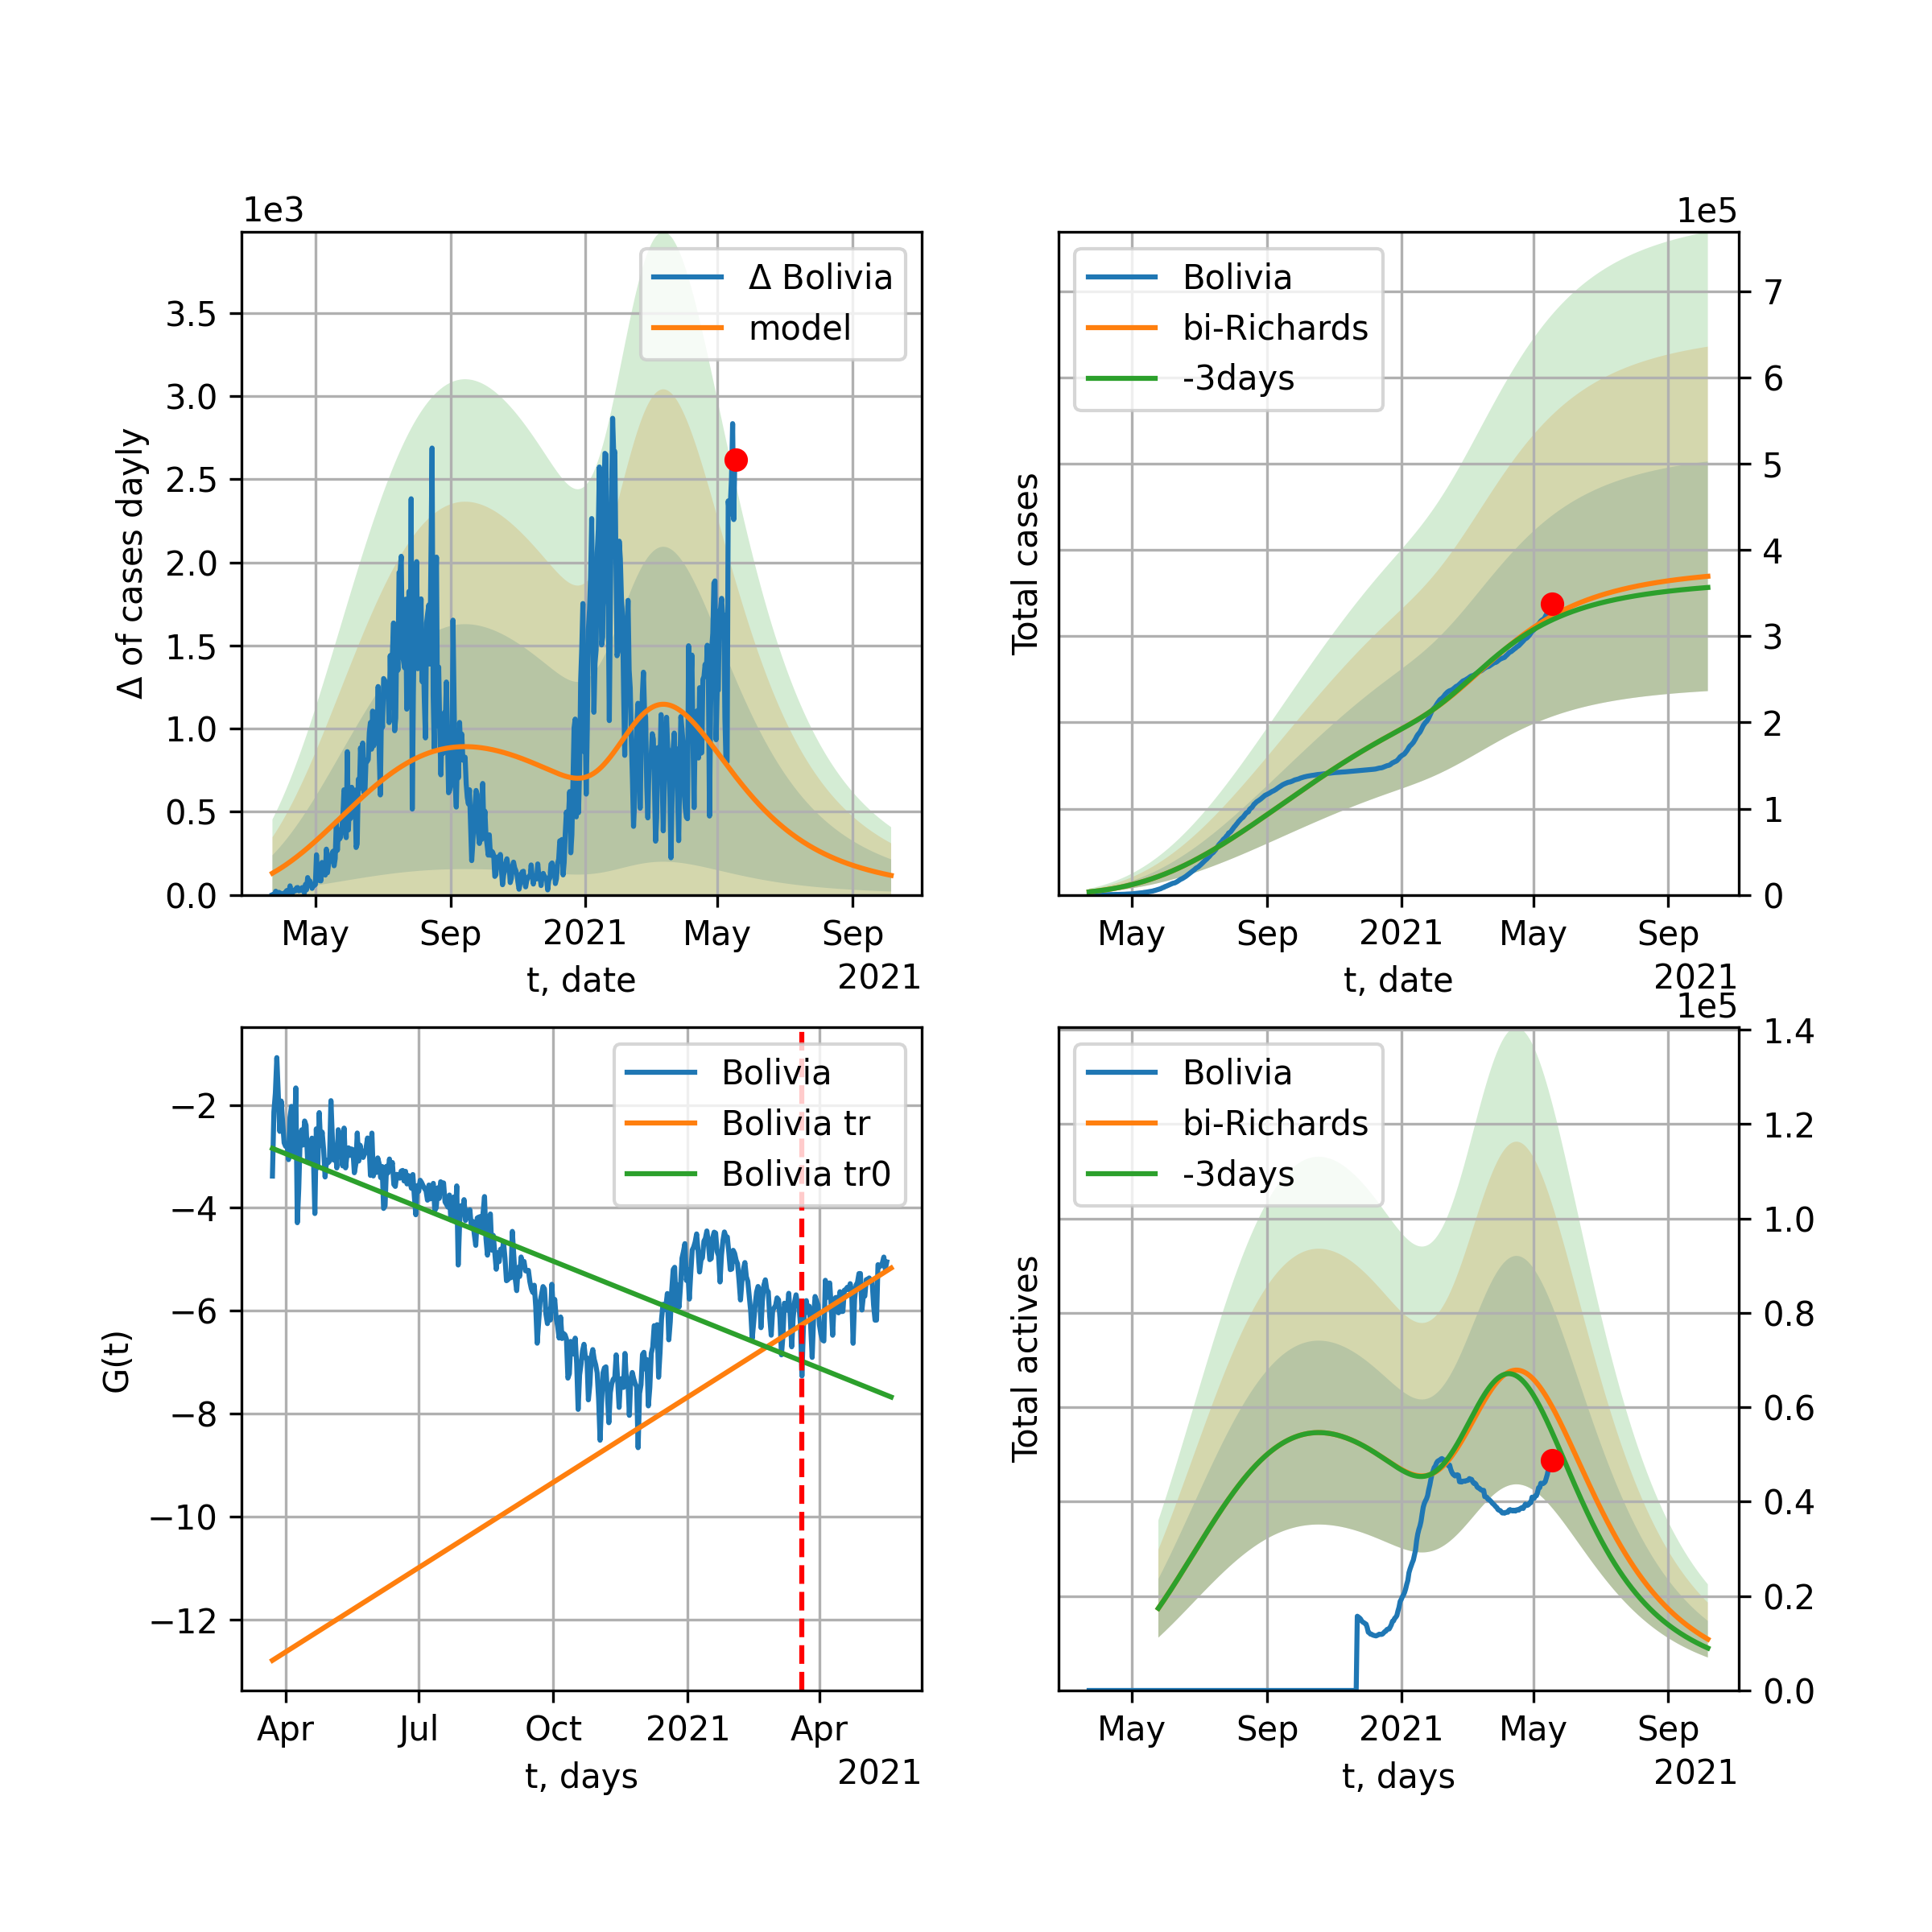 1e3
Δ of cases dayly
3.5
3.0
2.5
2.0
1.5
1.0
0.5
0.0
Δ Bolivia
model
May Sep 2021 May Sep
t, date
2021
1e5
Total cases
Bolivia
bi-Richards
-3days
7
6
5
4
3
2
1
0
May Sep 2021 May Sep
t, date
2021
G(t)
−2
−4
−6
−8
−10
−12
Bolivia
Bolivia tr
Bolivia tr0
Apr Jul Oct 2021 Apr
t, days
2021
1e5
Total actives
Bolivia
bi-Richards
-3days
1.4
1.2
1.0
0.8
0.6
0.4
0.2
0.0
May Sep 2021 May Sep
t, days
2021